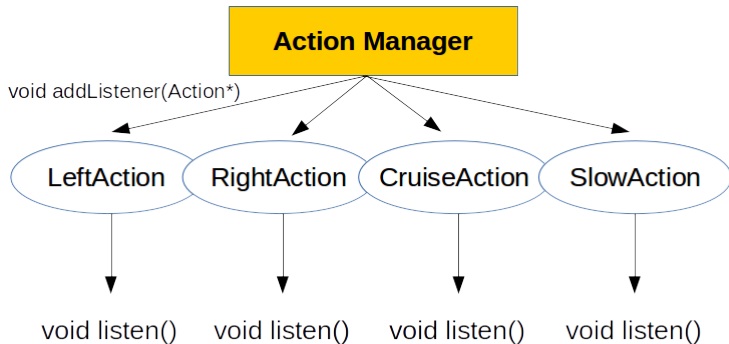 Action Manager
void addListener(Action*)
LeftAction RightAction CruiseAction SlowAction
void listen() void listen() void listen() void listen()